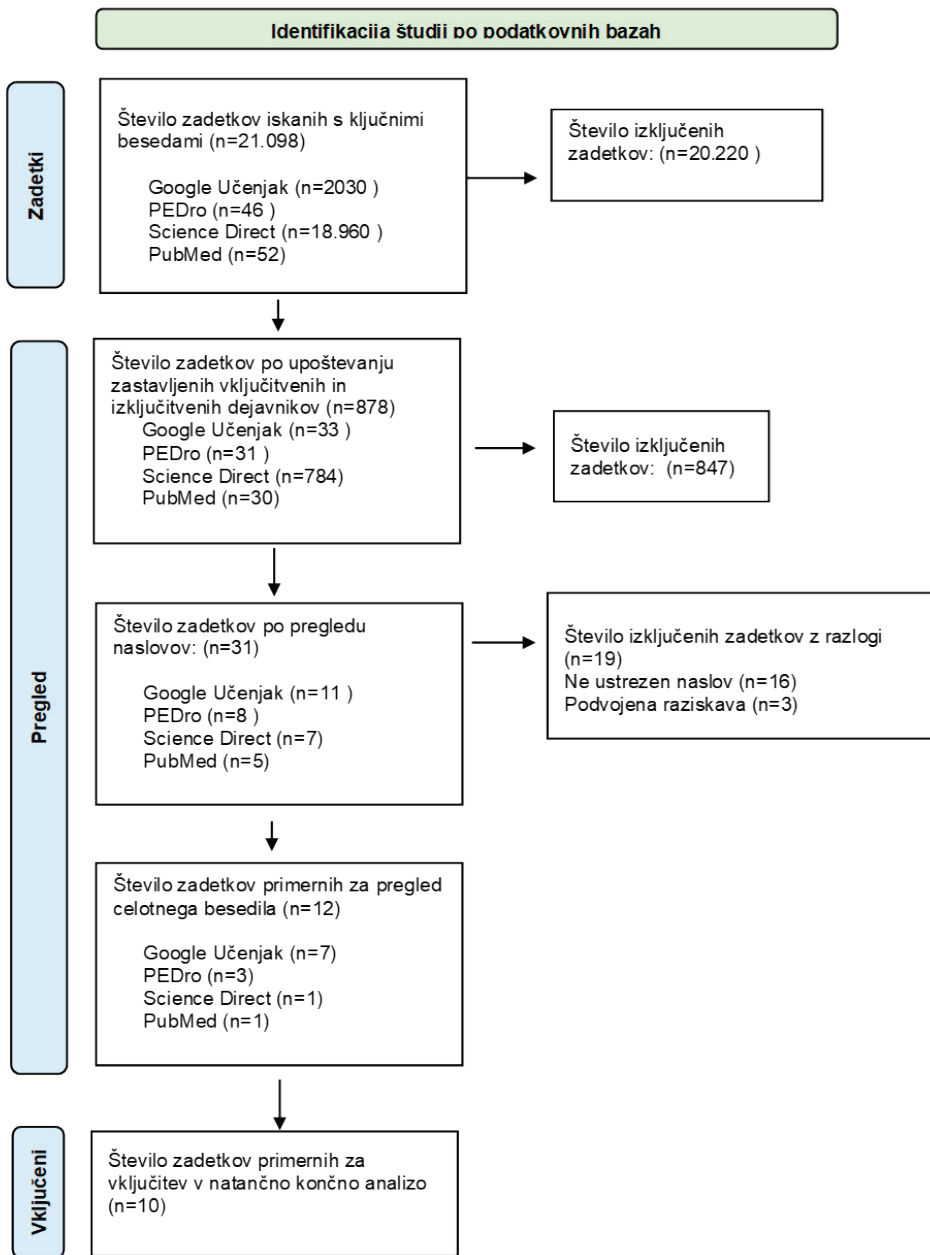 Identifikacija študij po podatkovnih bazah
Zadetki
Število zadetkov iskanih s ključnimi
besedami (n=21.098)
Google Učenjak (n=2030 )
PEDro (n=46 )
Science Direct (n=18.960 )
PubMed (n=52)
Število izključenih
zadetkov: (n=20.220 )
Pregled
Število zadetkov po upoštevanju
zastavljenih vključitvenih in
izključitvenih dejavnikov (n=878)
Google Učenjak (n=33 )
PEDro (n=31 )
Science Direct (n=784)
PubMed (n=30)
Število izključenih
zadetkov: (n=847)
Število zadetkov po pregledu
naslovov: (n=31)
Google Učenjak (n=11 )
PEDro (n=8 )
Science Direct (n=7)
PubMed (n=5)
Število izključenih zadetkov z razlogi
(n=19)
Ne ustrezen naslov (n=16)
Podvojena raziskava (n=3)
Število zadetkov primernih za pregled
celotnega besedila (n=12)
Google Učenjak (n=7)
PEDro (n=3)
Science Direct (n=1)
PubMed (n=1)
Vključeni
Število zadetkov primernih za
vključitev v natančno končno analizo
(n=10)